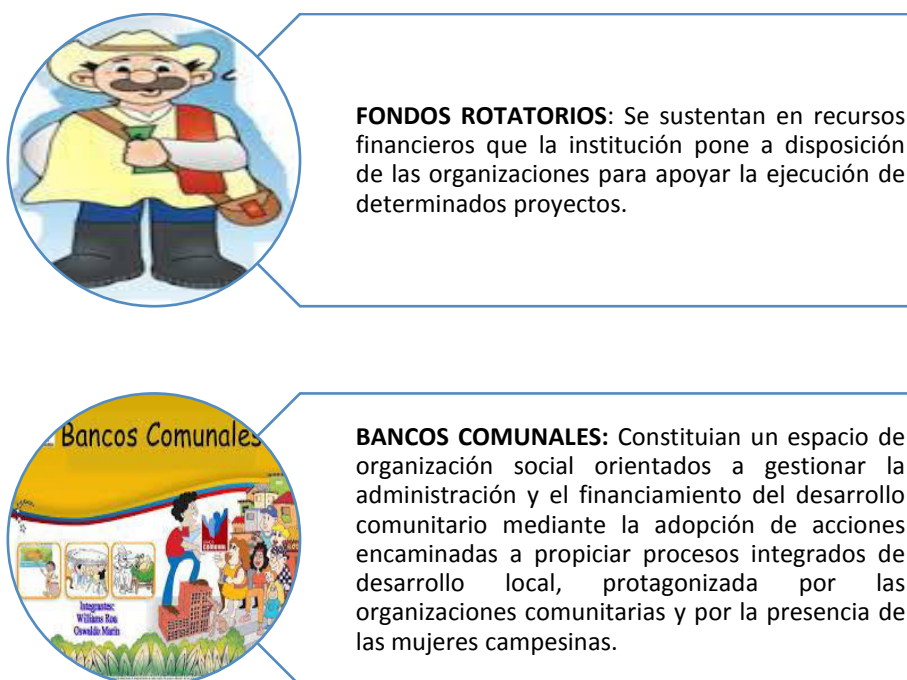 FONDOS ROTATORIOS: Se sustentan en recursos
financieros que la institución pone a disposición
de las organizaciones para apoyar la ejecución de
determinados proyectos.
Bancos Comunales
Integrantes:
Williams Roa
Oswaldo Marin
BANCOS COMUNALES: Constituian un espacio de
organización social orientados a gestionar la
administración y el financiamiento del desarrollo
comunitario mediante la adopción de acciones
encaminadas a propiciar procesos integrados de
desarrollo local, protagonizada por las
organizaciones comunitarias y por la presencia de
las mujeres campesinas.